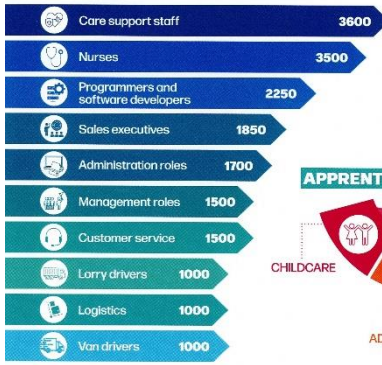 Care support staff 3600
Nurses 3500
Programmers and
software developers 2250
Sales executives 1850
Administration roles 1700
Management roles 1500
Customer service 1500
Lorry drivers 1000
Logistics 1000
Van drivers 1000
APPRENT
CHILDCARE
AD